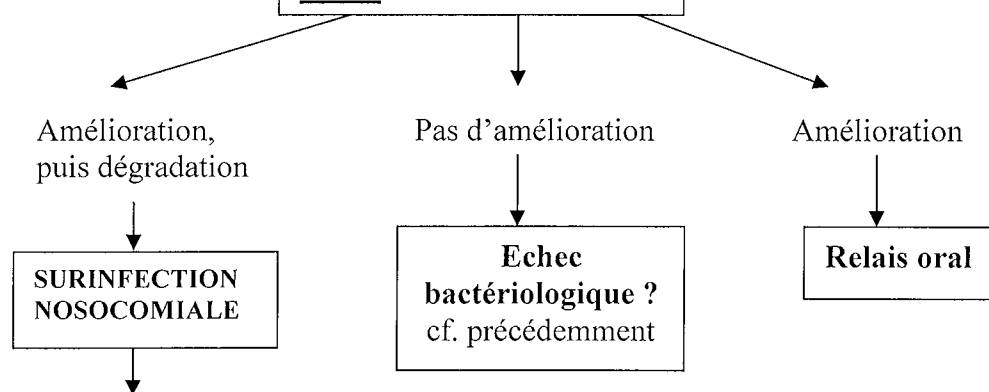 Amélioration,
puis dégradation
Pas d'amélioration
Amélioration
SURINFECTION
NOSOCOMIALE
Echec
bactériologique ?
cf. précédemment
Relais oral